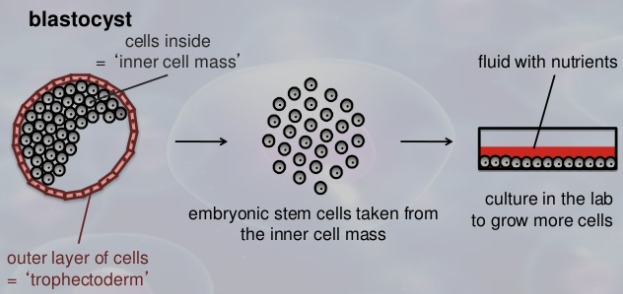 blastocyst
cells inside
= ‘inner cell mass’
outer layer of cells
= ‘trophectoderm’
embryonic stem cells taken from
the inner cell mass
fluid with nutrients
culture in the lab
to grow more cells